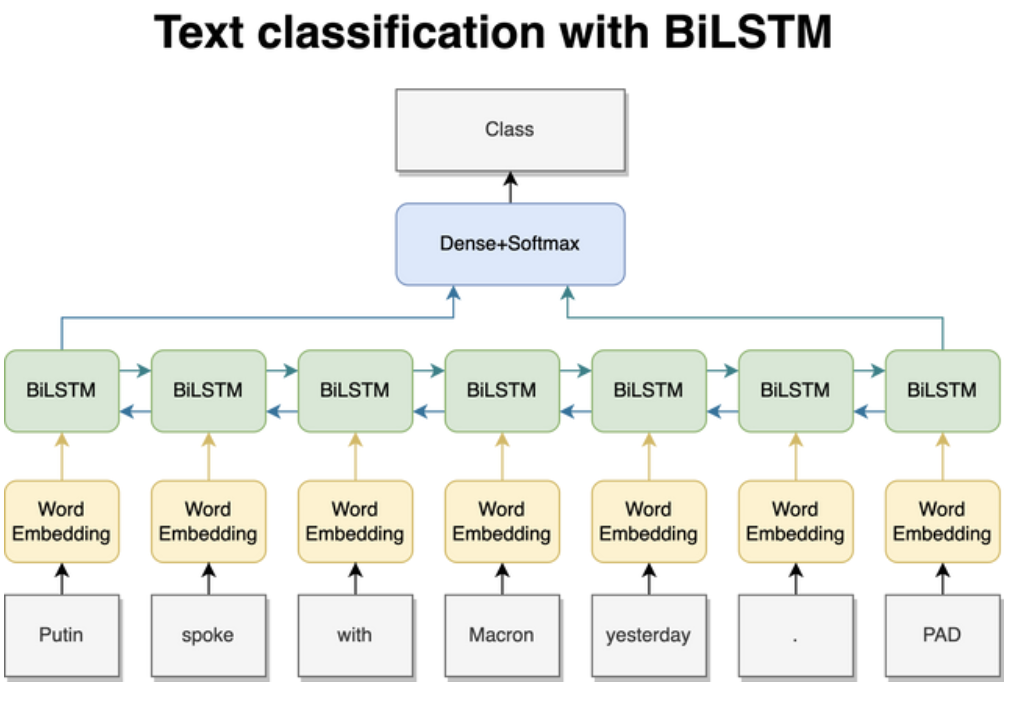 Text classification with BiLSTM
Class
Dense+Softmax
BiLSTM BiLSTM BiLSTM BiLSTM BiLSTM BiLSTM BiLSTM
Word Word Word Word Word Word Word
Embedding Embedding Embedding Embedding Embedding Embedding Embedding
Putin spoke with Macron yesterday . PAD